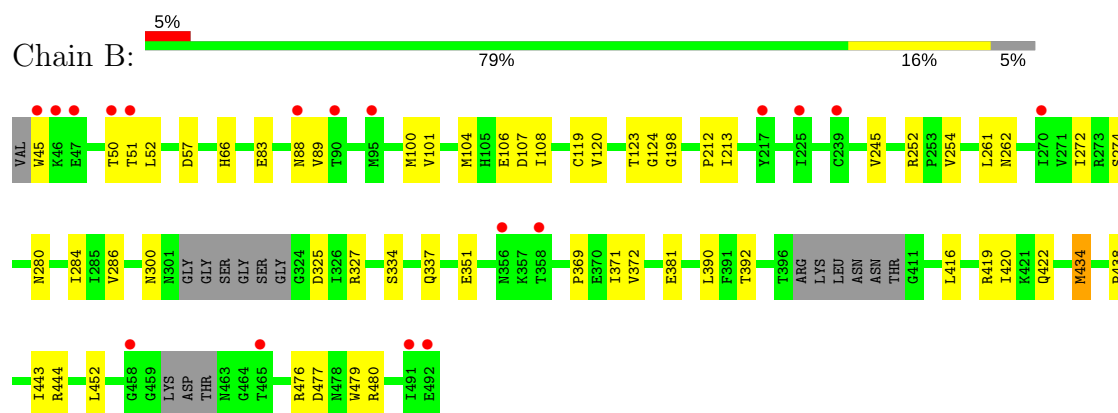 5%
Chain B:
79% 16% 5%
VAL W45 K46 E47 T50 T51 L52 D57 H66 E83 N88 V89 T90 M95 M100 V101 M104 H105 E106 D107 I108 C119 V120 T123 G124 G198 P212 I213 Y217 I225 C239 V245 R252 P253 V254 L261 N262 I270 V271 I272 R273 S274
N280 I284 I285 V286 N300 N301 GLY GLY SER GLY SER GLY G324 D325 I326 R327 S334 Q337 E351 N356 K357 T358 P369 E370 I371 V372 E381 L390 F391 T392 T396 ARG LYS LEU ASN ASN THR G411 L416 R419 I420 K421 Q422 M434
I443 R444 L452 G458 G459 LYS ASP THR N463 G464 T465 R476 D477 N478 W479 R480 I491 E492